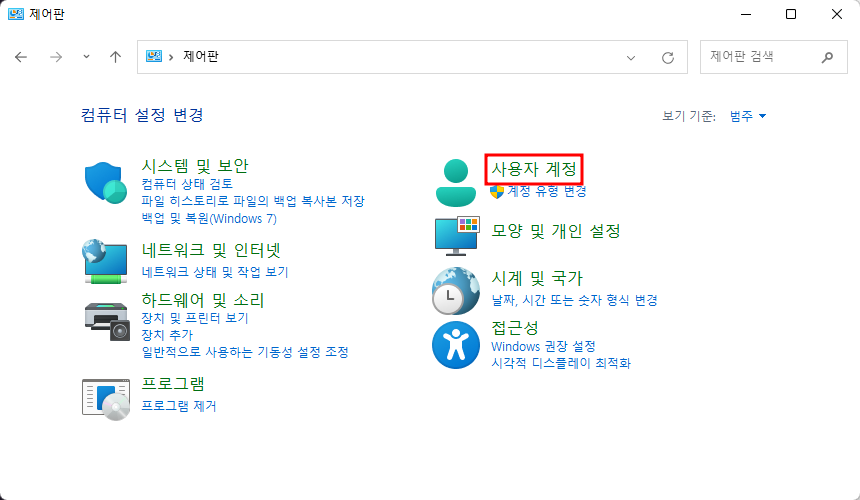 제어판
제어판
제어판 검색
컴퓨터 설정 변경
보기 기준: 범주
시스템 및 보안
컴퓨터 상태 검토
파일 히스토리로 파일의 백업 복사본 저장
백업 및 복원(Windows 7)
네트워크 및 인터넷
네트워크 상태 및 작업 보기
하드웨어 및 소리
장치 및 프린터 보기
장치 추가
일반적으로 사용하는 기동성 설정 조정
프로그램
프로그램 제거
사용자 계정
계정 유형 변경
모양 및 개인 설정
시계 및 국가
날짜, 시간 또는 숫자 형식 변경
접근성
Windows 권장 설정
시각적 디스플레이 최적화